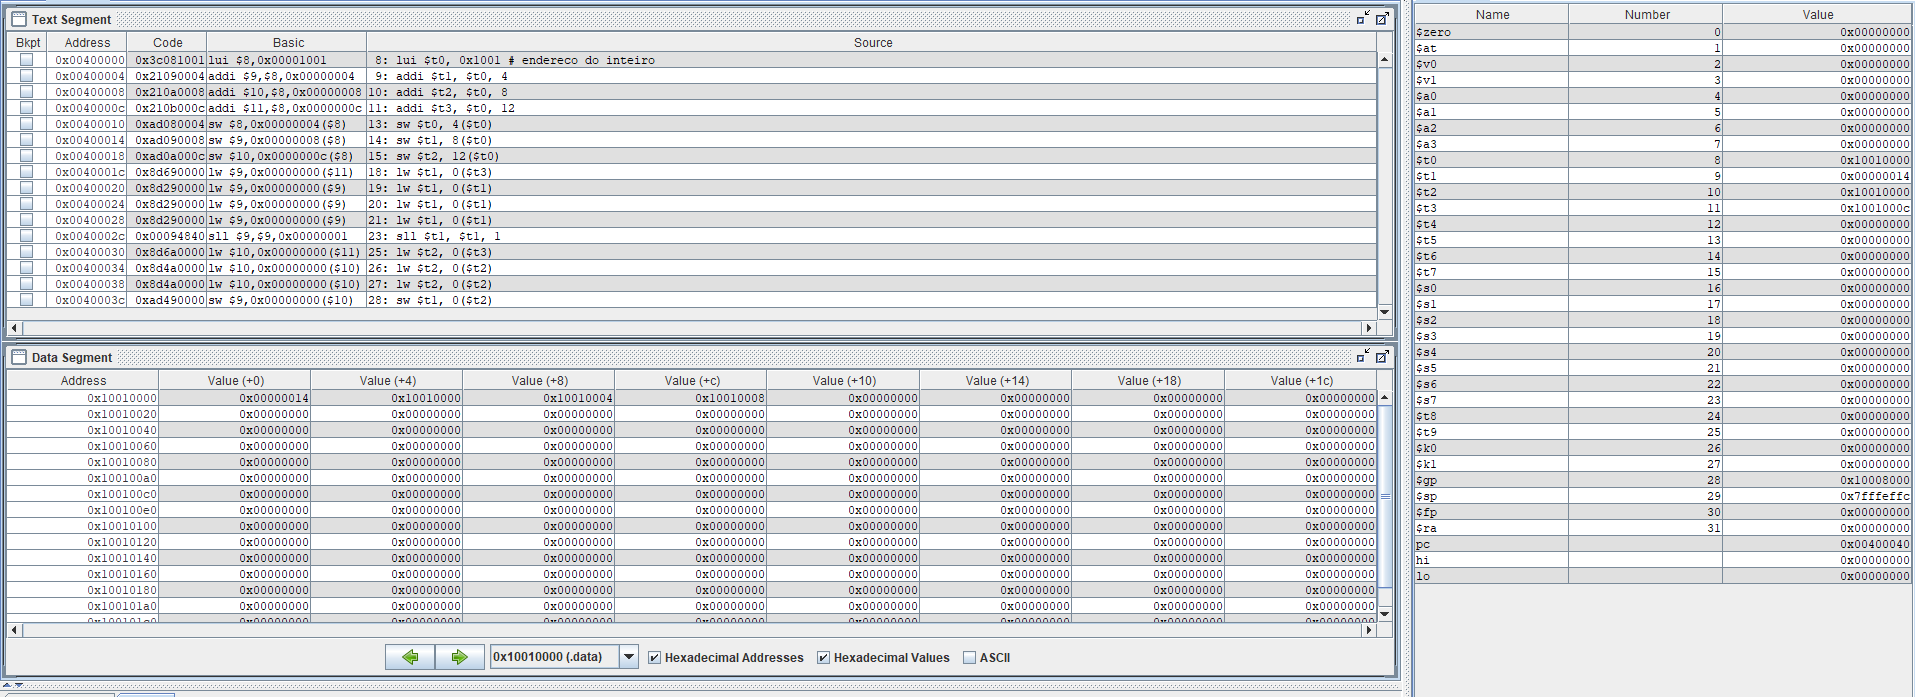 Text Segment
Bkpt Address Code Basic Source
0x00400000 0x3c081001 lui $8,0x00001001 8: lui $t0, 0x1001 # endereco do inteiro
0x00400004 0x21090004 addi $9,$8,0x00000004 9: addi $t1, $t0, 4
0x00400008 0x210a0008 addi $10,$8,0x00000008 10: addi $t2, $t0, 8
0x0040000c 0x210b000c addi $11,$8,0x0000000c 11: addi $t3, $t0, 12
0x00400010 0xad080004 sw $8,0x00000004($8) 13: sw $t0, 4($t0)
0x00400014 0xad090008 sw $9,0x00000008($8) 14: sw $t1, 8($t0)
0x00400018 0xad0a000c sw $10,0x0000000c($8) 15: sw $t2, 12($t0)
0x0040001c 0x8d690000 lw $9,0x00000000($11) 18: lw $t1, 0($t3)
0x00400020 0x8d290000 lw $9,0x00000000($9) 19: lw $t1, 0($t1)
0x00400024 0x8d290000 lw $9,0x00000000($9) 20: lw $t1, 0($t1)
0x00400028 0x8d290000 lw $9,0x00000000($9) 21: lw $t1, 0($t1)
0x0040002c 0x00094840 sll $9,$9,0x00000001 23: sll $t1, $t1, 1
0x00400030 0x8d6a0000 lw $10,0x00000000($11) 25: lw $t2, 0($t3)
0x00400034 0x8d4a0000 lw $10,0x00000000($10) 26: lw $t2, 0($t2)
0x00400038 0x8d4a0000 lw $10,0x00000000($10) 27: lw $t2, 0($t2)
0x0040003c 0xad490000 sw $9,0x00000000($10) 28: sw $t1, 0($t2)
Data Segment
Address Value (+0) Value (+4) Value (+8) Value (+c) Value (+10) Value (+14) Value (+18) Value (+1c)
0x10010000 0x00000014 0x10010000 0x10010004 0x10010008 0x00000000 0x00000000 0x00000000 0x00000000
0x10010020 0x00000000 0x00000000 0x00000000 0x00000000 0x00000000 0x00000000 0x00000000 0x00000000
0x10010040 0x00000000 0x00000000 0x00000000 0x00000000 0x00000000 0x00000000 0x00000000 0x00000000
0x10010060 0x00000000 0x00000000 0x00000000 0x00000000 0x00000000 0x00000000 0x00000000 0x00000000
0x10010080 0x00000000 0x00000000 0x00000000 0x00000000 0x00000000 0x00000000 0x00000000 0x00000000
0x100100a0 0x00000000 0x00000000 0x00000000 0x00000000 0x00000000 0x00000000 0x00000000 0x00000000
0x100100c0 0x00000000 0x00000000 0x00000000 0x00000000 0x00000000 0x00000000 0x00000000 0x00000000
0x100100e0 0x00000000 0x00000000 0x00000000 0x00000000 0x00000000 0x00000000 0x00000000 0x00000000
0x10010100 0x00000000 0x00000000 0x00000000 0x00000000 0x00000000 0x00000000 0x00000000 0x00000000
0x10010120 0x00000000 0x00000000 0x00000000 0x00000000 0x00000000 0x00000000 0x00000000 0x00000000
0x10010140 0x00000000 0x00000000 0x00000000 0x00000000 0x00000000 0x00000000 0x00000000 0x00000000
0x10010160 0x00000000 0x00000000 0x00000000 0x00000000 0x00000000 0x00000000 0x00000000 0x00000000
0x10010180 0x00000000 0x00000000 0x00000000 0x00000000 0x00000000 0x00000000 0x00000000 0x00000000
0x100101a0 0x00000000 0x00000000 0x00000000 0x00000000 0x00000000 0x00000000 0x00000000 0x00000000
0x10010000 (.data) Hexadecimal Addresses Hexadecimal Values ASCII
Name Number Value
$zero 0 0x00000000
$at 1 0x00000000
$v0 2 0x00000000
$v1 3 0x00000000
$a0 4 0x00000000
$a1 5 0x00000000
$a2 6 0x00000000
$a3 7 0x00000000
$t0 8 0x10010000
$t1 9 0x00000014
$t2 10 0x10010000
$t3 11 0x1001000c
$t4 12 0x00000000
$t5 13 0x00000000
$t6 14 0x00000000
$t7 15 0x00000000
$s0 16 0x00000000
$s1 17 0x00000000
$s2 18 0x00000000
$s3 19 0x00000000
$s4 20 0x00000000
$s5 21 0x00000000
$s6 22 0x00000000
$s7 23 0x00000000
$t8 24 0x00000000
$t9 25 0x00000000
$k0 26 0x00000000
$k1 27 0x00000000
$gp 28 0x10008000
$sp 29 0x7fffeffc
$fp 30 0x00000000
$ra 31 0x00000000
pc 0x00400040
hi 0x00000000
lo 0x00000000